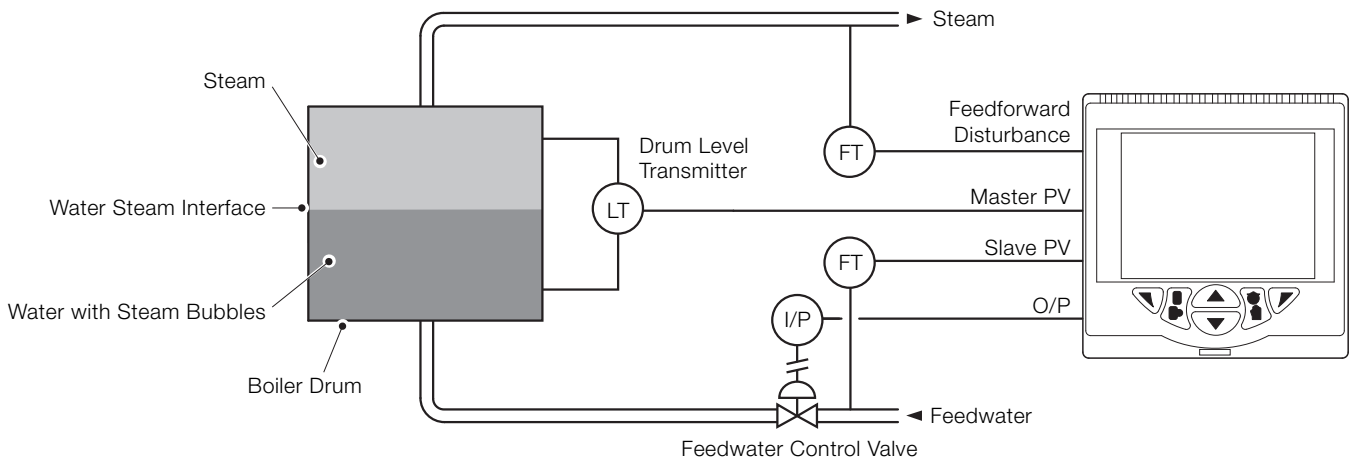 Steam
Steam
Feedforward
Disturbance
FT
Drum Level
Transmitter
Water Steam Interface
LT
Master PV
FT
Slave PV
Water with Steam Bubbles
I/P
O/P
Boiler Drum
Feedwater
Feedwater Control Valve